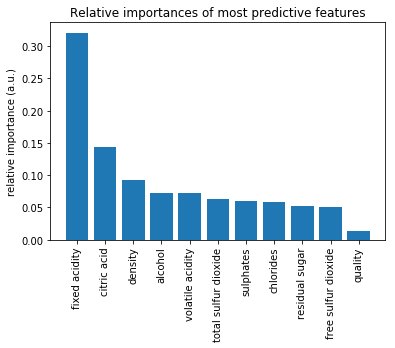 Relative importances of most predictive features
relative importance (a.u.)
0.30
0.25
0.20
0.15
0.10
0.05
0.00
fixed acidity
citric acid
density
alcohol
volatile acidity
total sulfur dioxide
sulphates
chlorides
residual sugar
free sulfur dioxide
quality